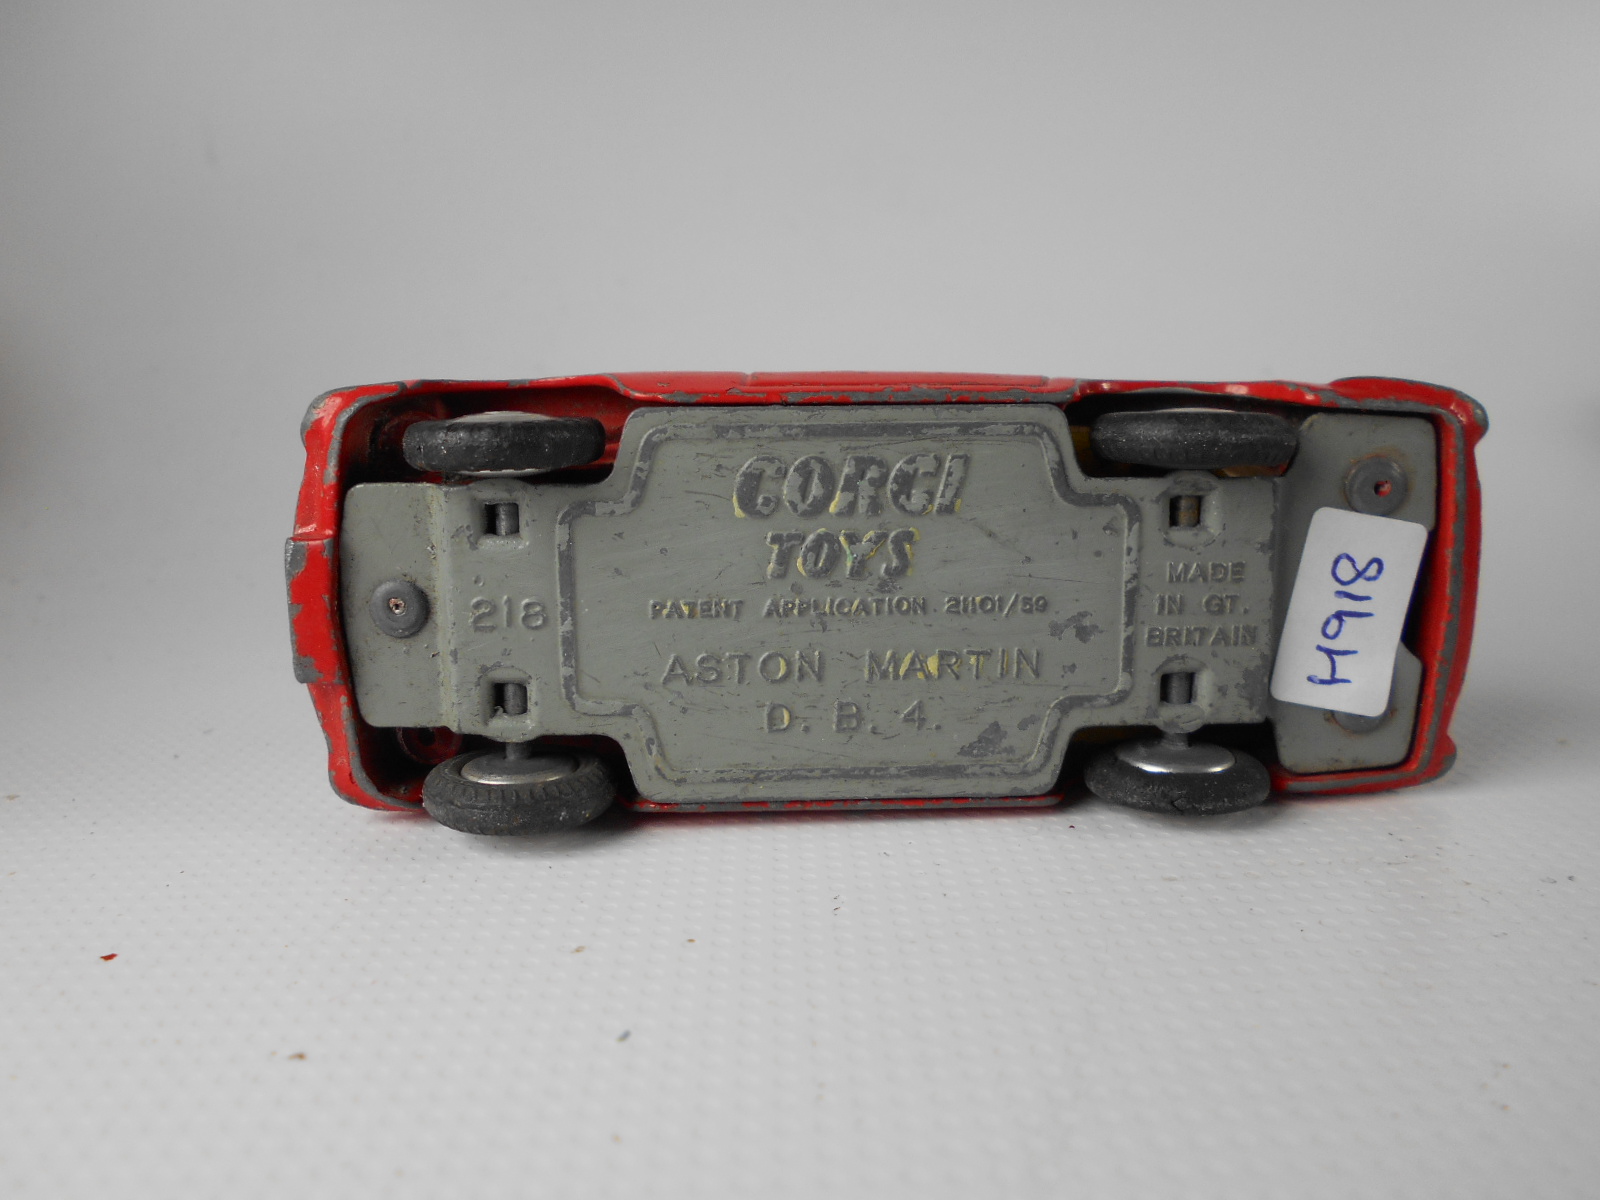 CORGI
TOYS
218
PATENT APPLICATION 21101/59
ASTON MARTIN
D. B. 4.
MADE
IN GT.
BRITAIN
H918